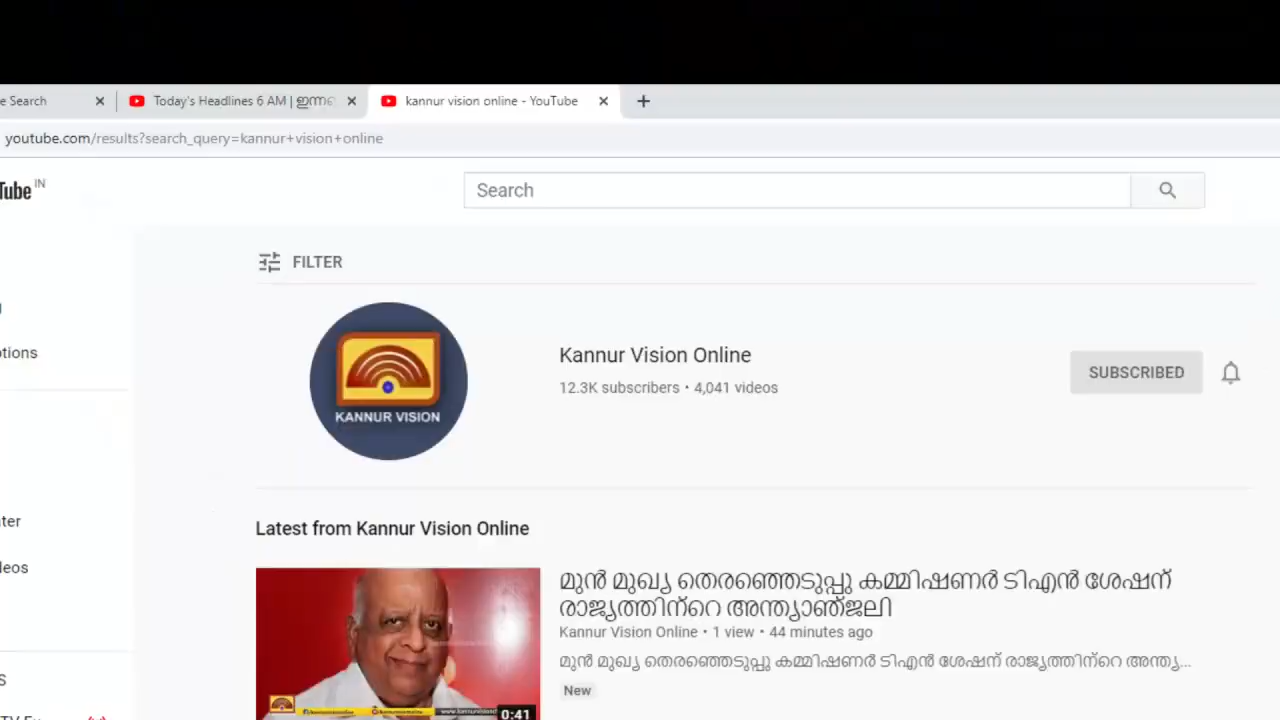 e Search
Today's Headlines 6 AM | ഇന്നെ
kannur vision online - YouTube
youtube.com/results?search_query=kannur+vision+online
Tube IN
Search
FILTER
KANNUR VISION
Kannur Vision Online
12.3K subscribers • 4,041 videos
SUBSCRIBED
ptions
ater
deos
Latest from Kannur Vision Online
മുൻ മുഖ്യ തെരഞ്ഞെടുപ്പു കമ്മിഷണർ ടിഎൻ ശേഷന്
രാജ്യത്തിന്റെ അന്ത്യാഞ്ജലി
Kannur Vision Online • 1 view • 44 minutes ago
മുൻ മുഖ്യ തെരഞ്ഞെടുപ്പു കമ്മിഷണർ ടിഎൻ ശേഷന് രാജ്യത്തിന്റെ അന്ത്യ...
New
0:41
S